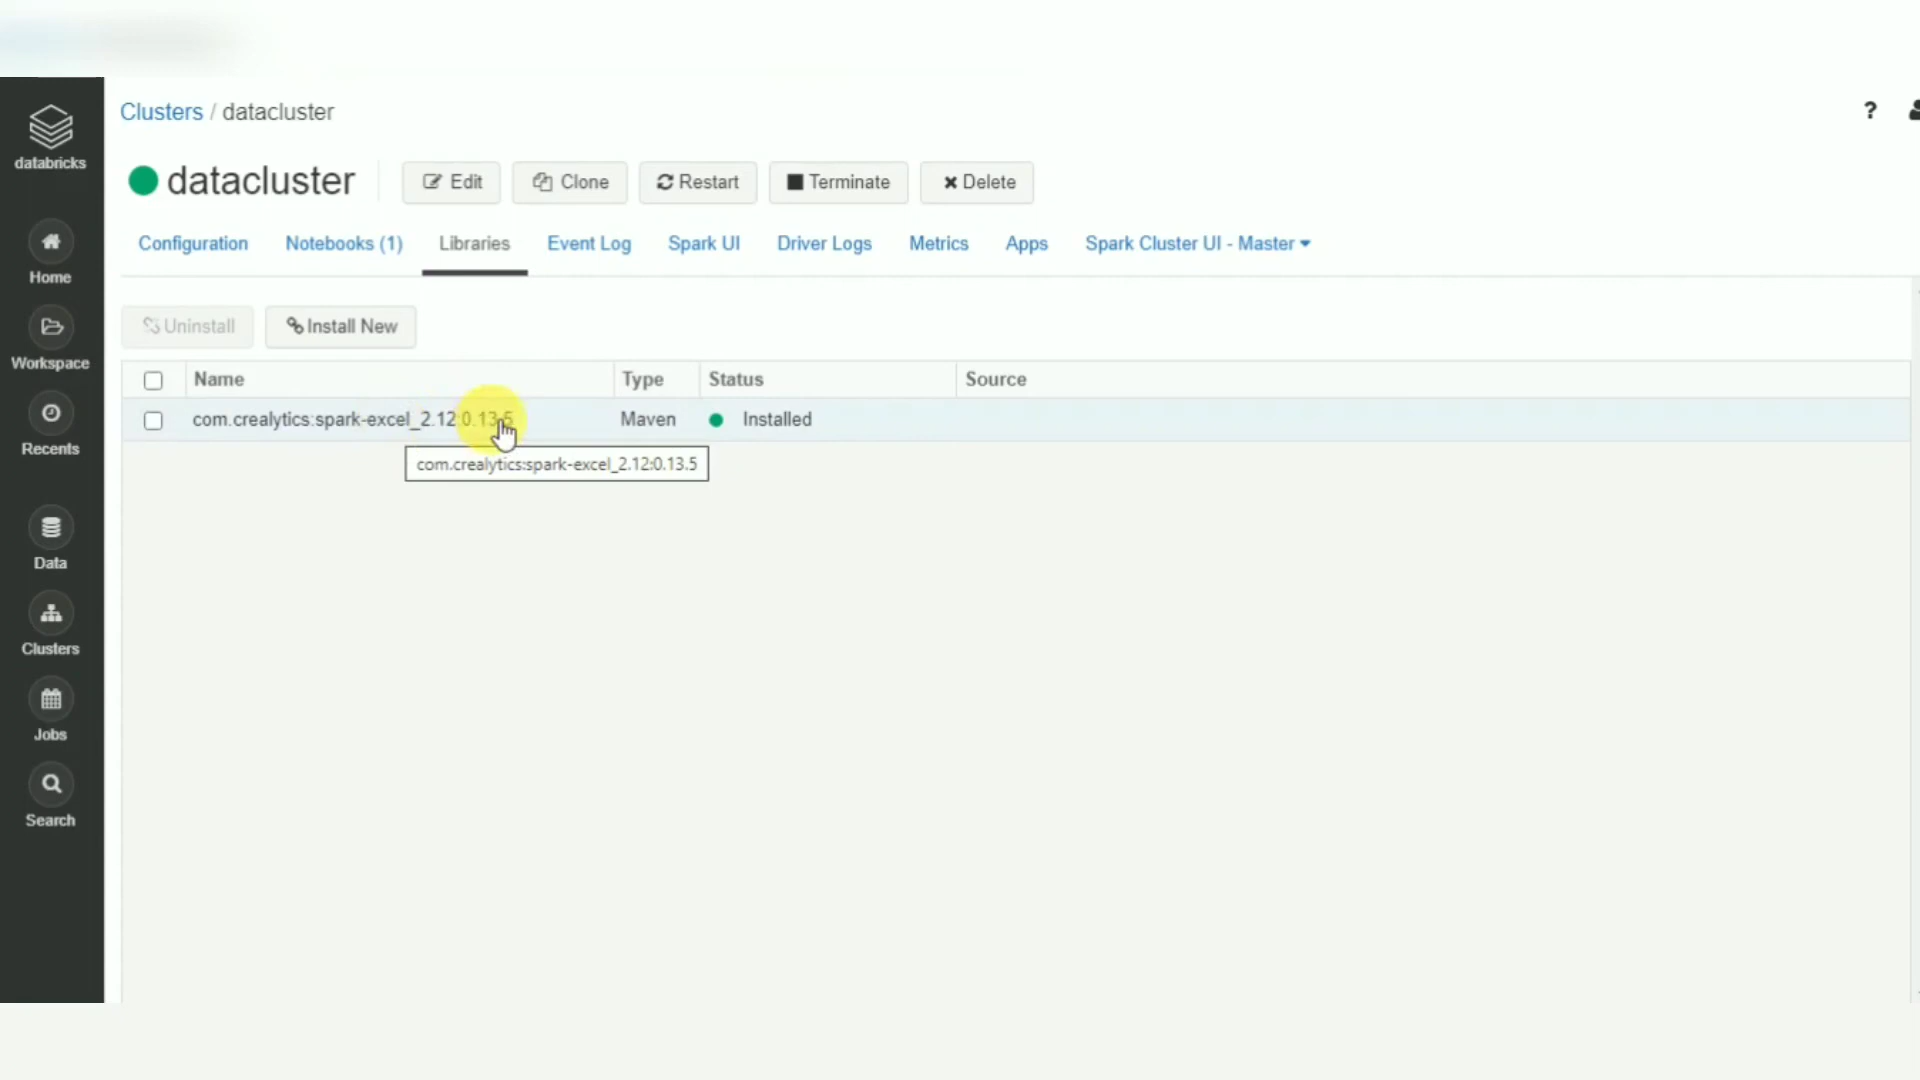 Clusters / datacluster
?
databricks
datacluster
Edit
Clone
Restart
Terminate
Delete
Configuration
Notebooks (1)
Libraries
Event Log
Spark UI
Driver Logs
Metrics
Apps
Spark Cluster UI - Master
Home
Uninstall
Install New
Workspace
Name
Type
Status
Source
com.crealytics:spark-excel_2.12:0.13.5
Maven
Installed
Recents
com.crealytics:spark-excel_2.12:0.13.5
Data
Clusters
Jobs
Search